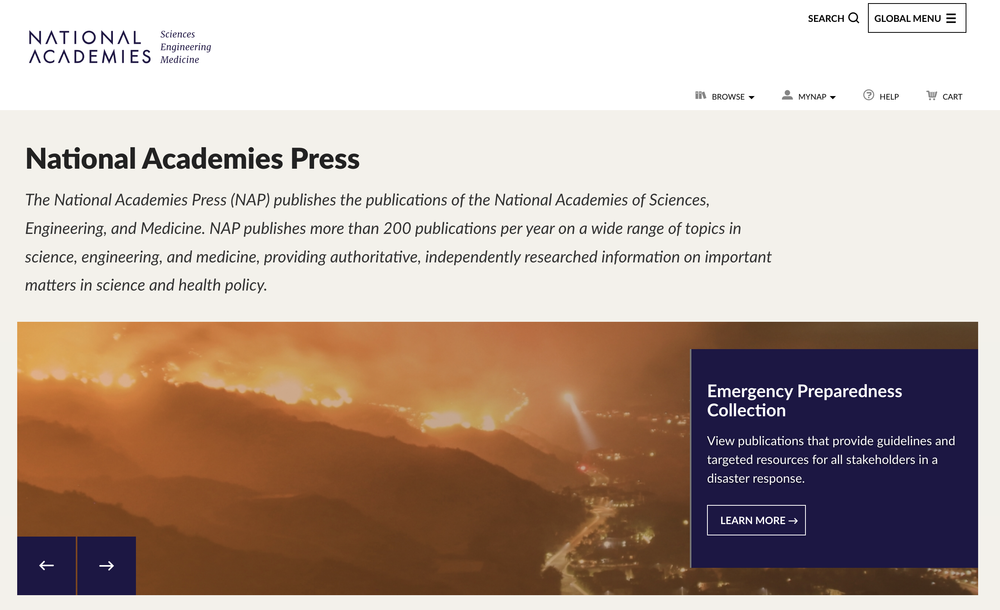 SEARCH
GLOBAL MENU
NATIONAL
ACADEMIES
Sciences
Engineering
Medicine
BROWSE
MYNAP
HELP
CART
National Academies Press
The National Academies Press (NAP) publishes the publications of the National Academies of Sciences,
Engineering, and Medicine. NAP publishes more than 200 publications per year on a wide range of topics in
science, engineering, and medicine, providing authoritative, independently researched information on important
matters in science and health policy.
Emergency Preparedness
Collection
View publications that provide guidelines and
targeted resources for all stakeholders in a
disaster response.
LEARN MORE →